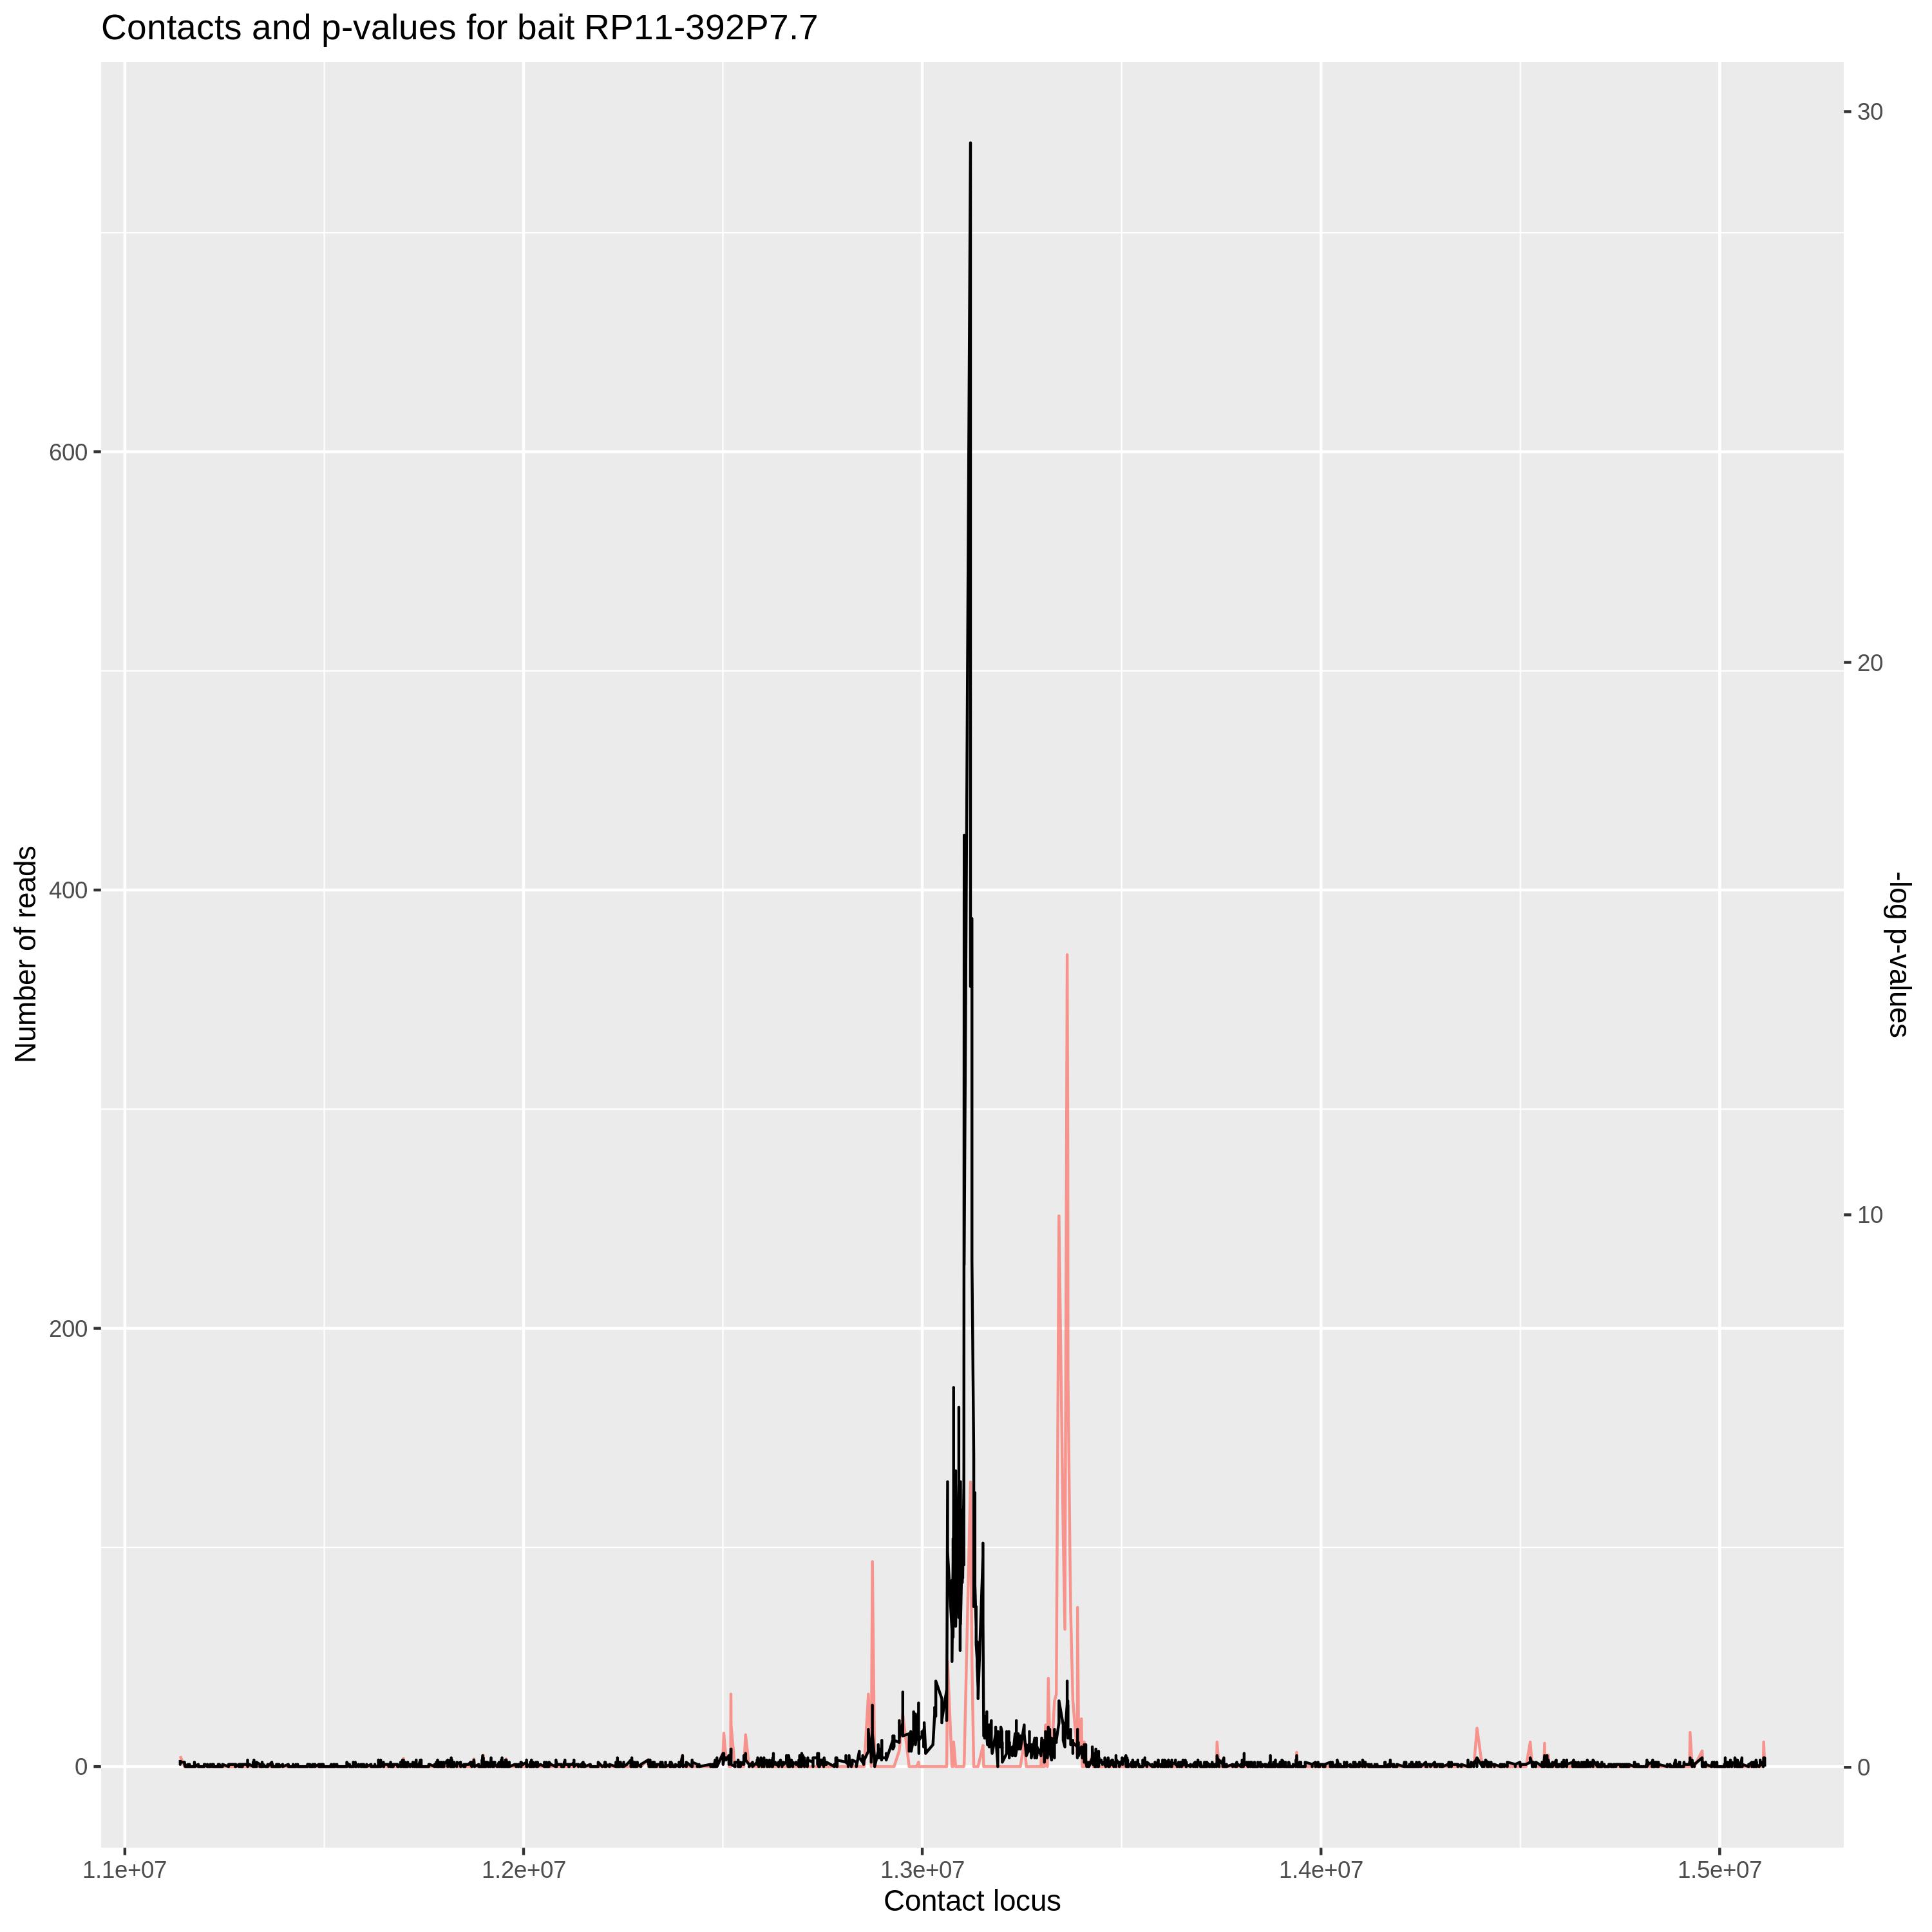 Contacts and p-values for bait RP11-392P7.7
Number of reads
600
400
200
0
30
20
10
0
-log p-values
1.1e+07 1.2e+07 1.3e+07 1.4e+07 1.5e+07
Contact locus